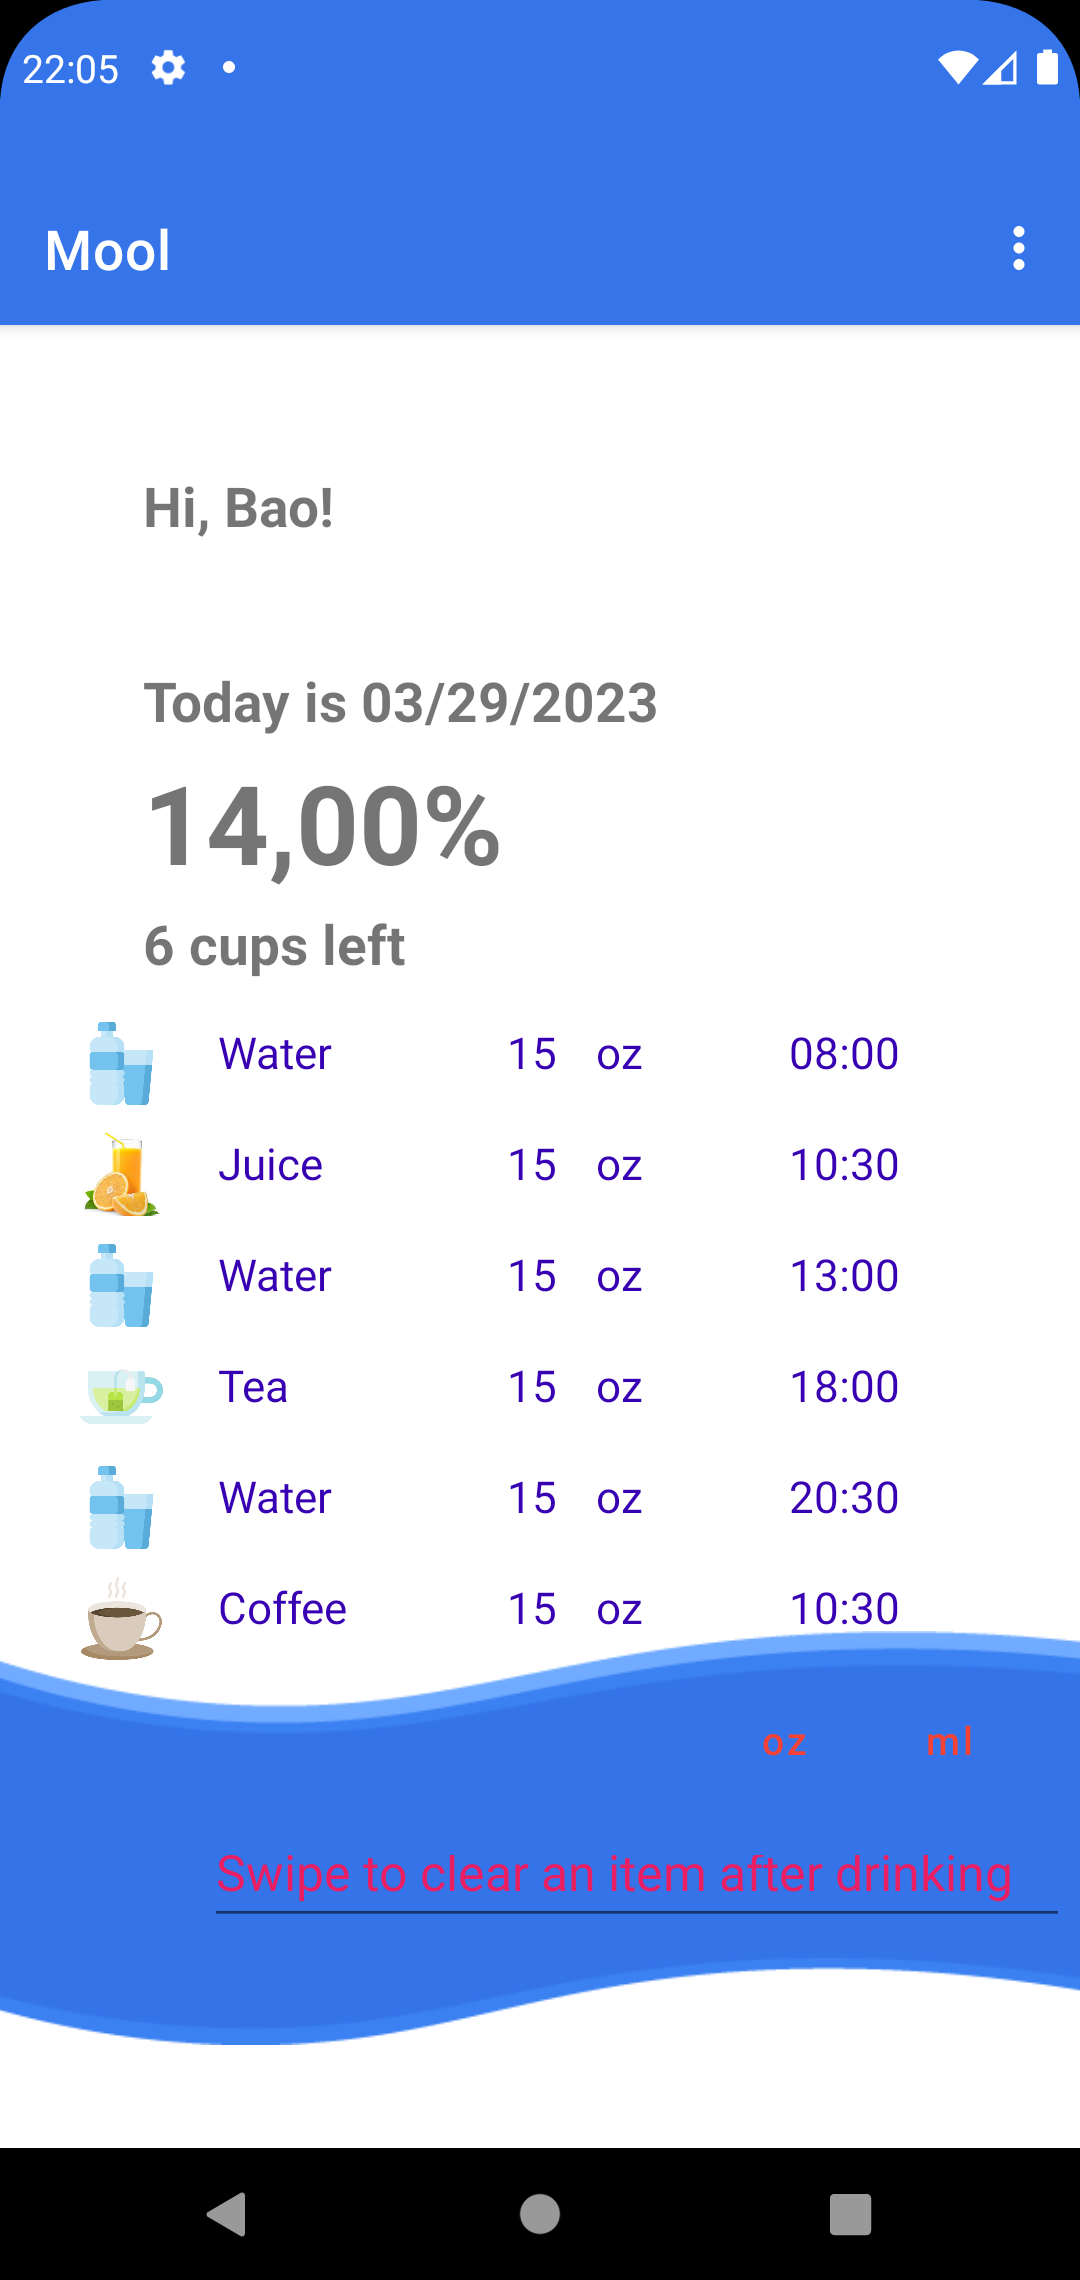 22:05
Mool
Hi, Bao!
Today is 03/29/2023
14,00%
6 cups left
Water 15 oz 08:00
Juice 15 oz 10:30
Water 15 oz 13:00
Tea 15 oz 18:00
Water 15 oz 20:30
Coffee 15 oz 10:30
oz ml
Swipe to clear an item after drinking